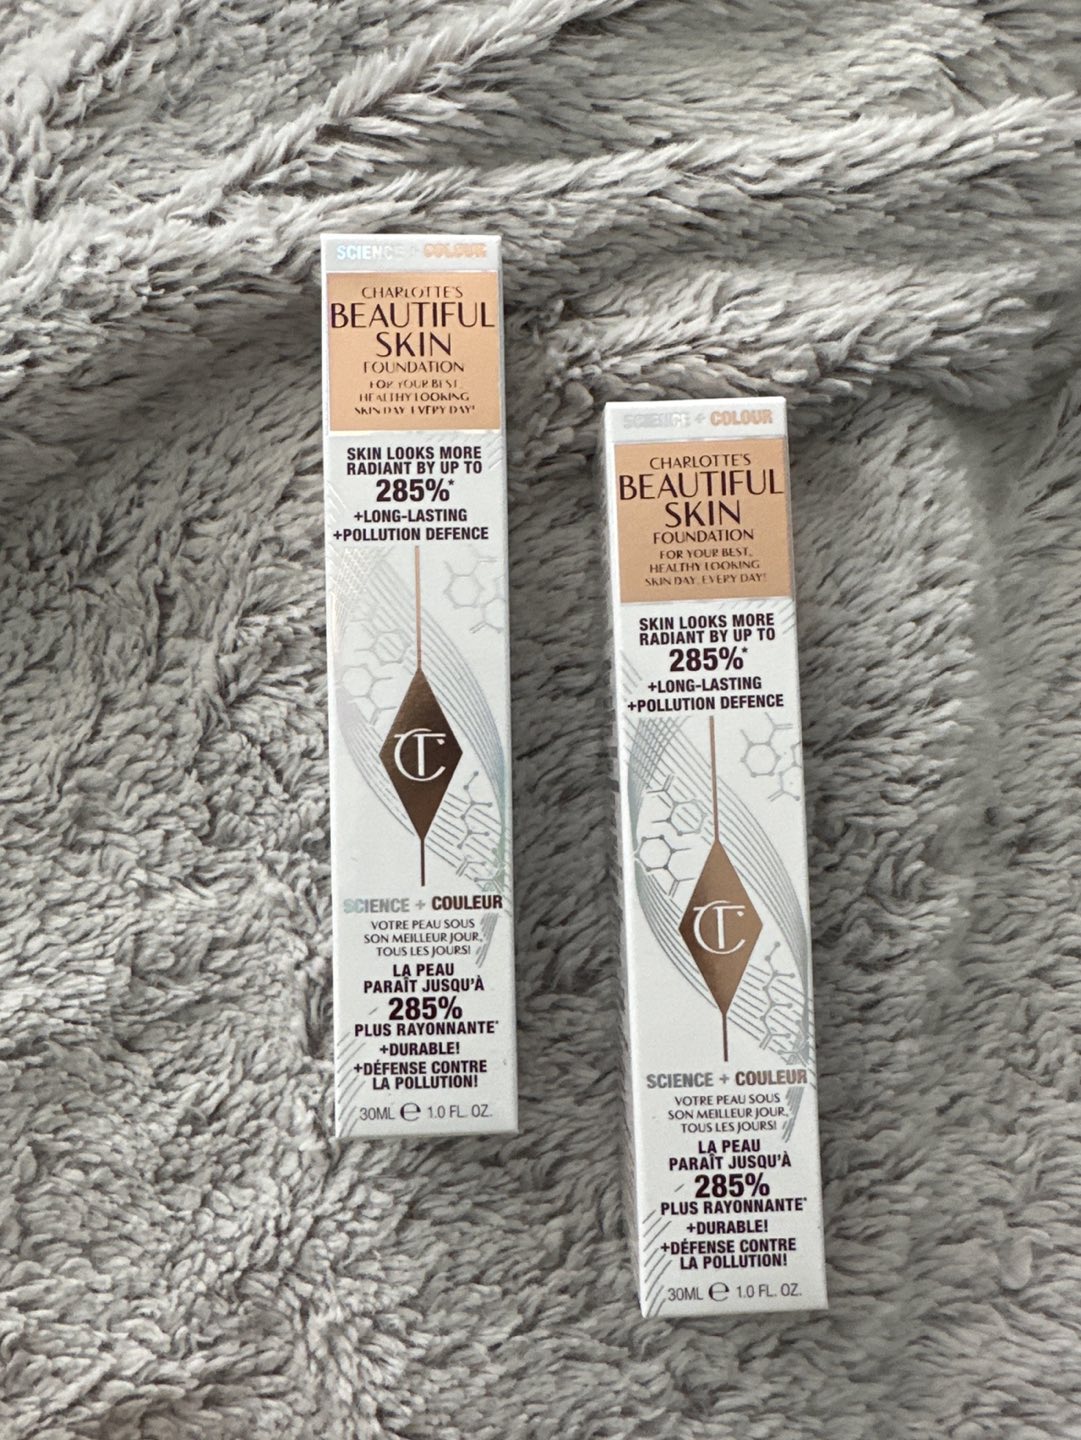 SCIENCE + COLOUR
CHARLOTTE'S
BEAUTIFUL
SKIN
FOUNDATION
FOR YOUR BEST,
HEALTHY LOOKING
SKIN DAY, EVERY DAY!
SKIN LOOKS MORE
RADIANT BY UP TO
285%*
+LONG-LASTING
+POLLUTION DEFENCE
CT
SCIENCE + COULEUR
VOTRE PEAU SOUS
SON MEILLEUR JOUR,
TOUS LES JOURS!
LA PEAU
PARAÎT JUSQU'À
285%
PLUS RAYONNANTE*
+DURABLE!
+DÉFENSE CONTRE
LA POLLUTION!
30ML e 1.0 FL. OZ.
SCIENCE + COLOUR
CHARLOTTE'S
BEAUTIFUL
SKIN
FOUNDATION
FOR YOUR BEST,
HEALTHY LOOKING
SKIN DAY, EVERY DAY!
SKIN LOOKS MORE
RADIANT BY UP TO
285%*
+LONG-LASTING
+POLLUTION DEFENCE
CT
SCIENCE + COULEUR
VOTRE PEAU SOUS
SON MEILLEUR JOUR,
TOUS LES JOURS!
LA PEAU
PARAÎT JUSQU'À
285%
PLUS RAYONNANTE*
+DURABLE!
+DÉFENSE CONTRE
LA POLLUTION!
30ML e 1.0 FL. OZ.